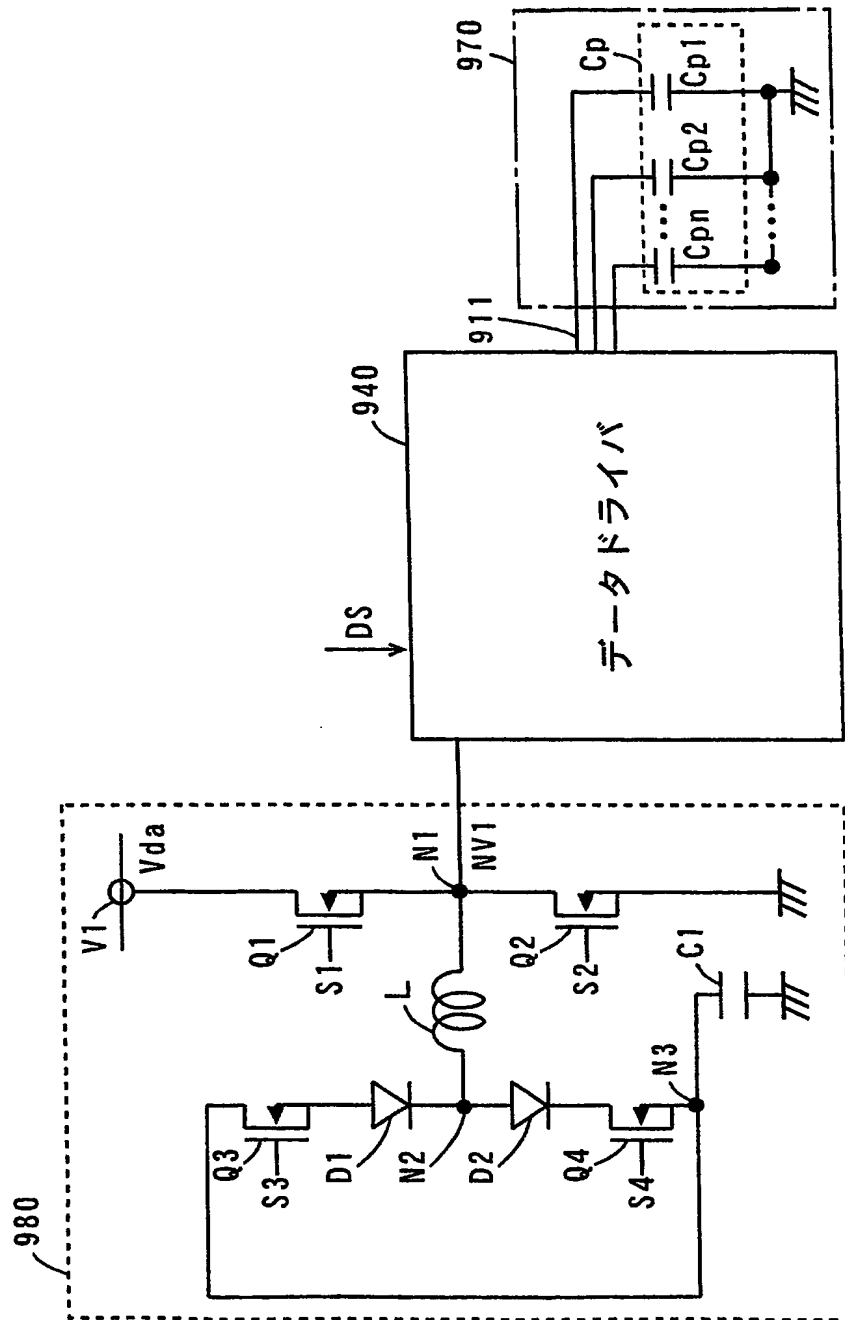 980
V1
Vda
Q1
S1
N1
NV1
L
Q2
S2
C1
Q3
S3
D1
N2
D2
Q4
S4
N3
DS
940
データドライバ
911
970
Cp
Cp1
Cp2
Cpn